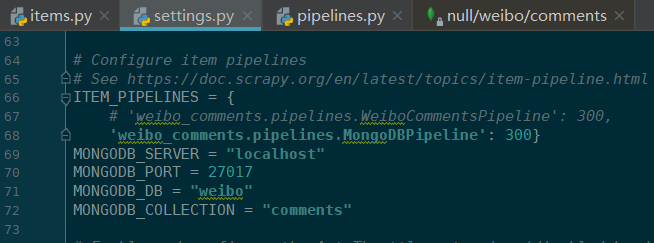 items.py × settings.py × pipelines.py × null/weibo/comments ×
63
64 # Configure item pipelines
65 # See https://doc.scrapy.org/en/latest/topics/item-pipeline.html
66 ITEM_PIPELINES = {
67 # 'weibo_comments.pipelines.WeiboCommentsPipeline': 300,
68 'weibo_comments.pipelines.MongoDBPipeline': 300}
69 MONGODB_SERVER = "localhost"
70 MONGODB_PORT = 27017
71 MONGODB_DB = "weibo"
72 MONGODB_COLLECTION = "comments"
73